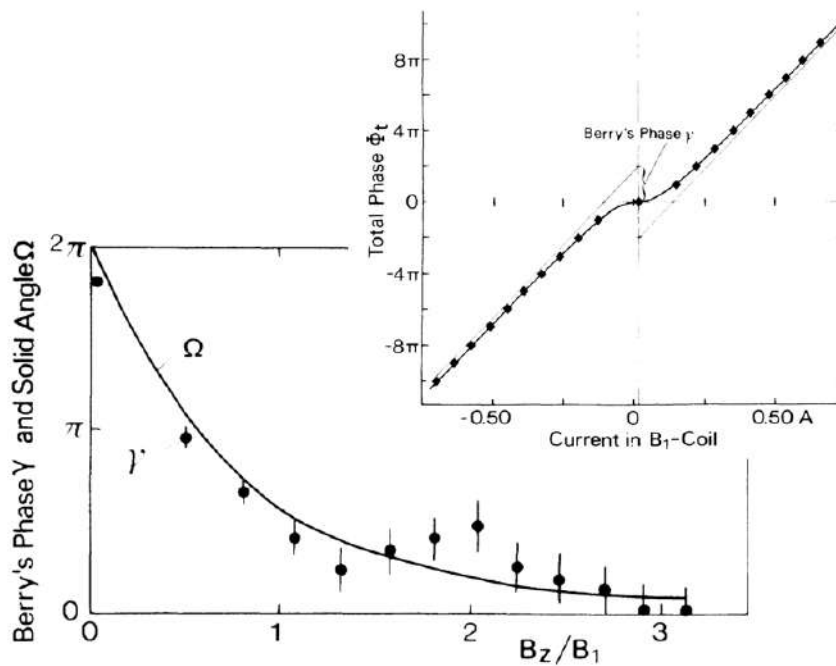 8π
4π
0
-4π
-8π
Total Phase Φt
Berry's Phase γ
-0.50
0
0.50 A
Current in B₁-Coil
2π
π
0
Berry's Phase γ and Solid Angle Ω
Ω
γ
0
1
2
3
B_z/B₁